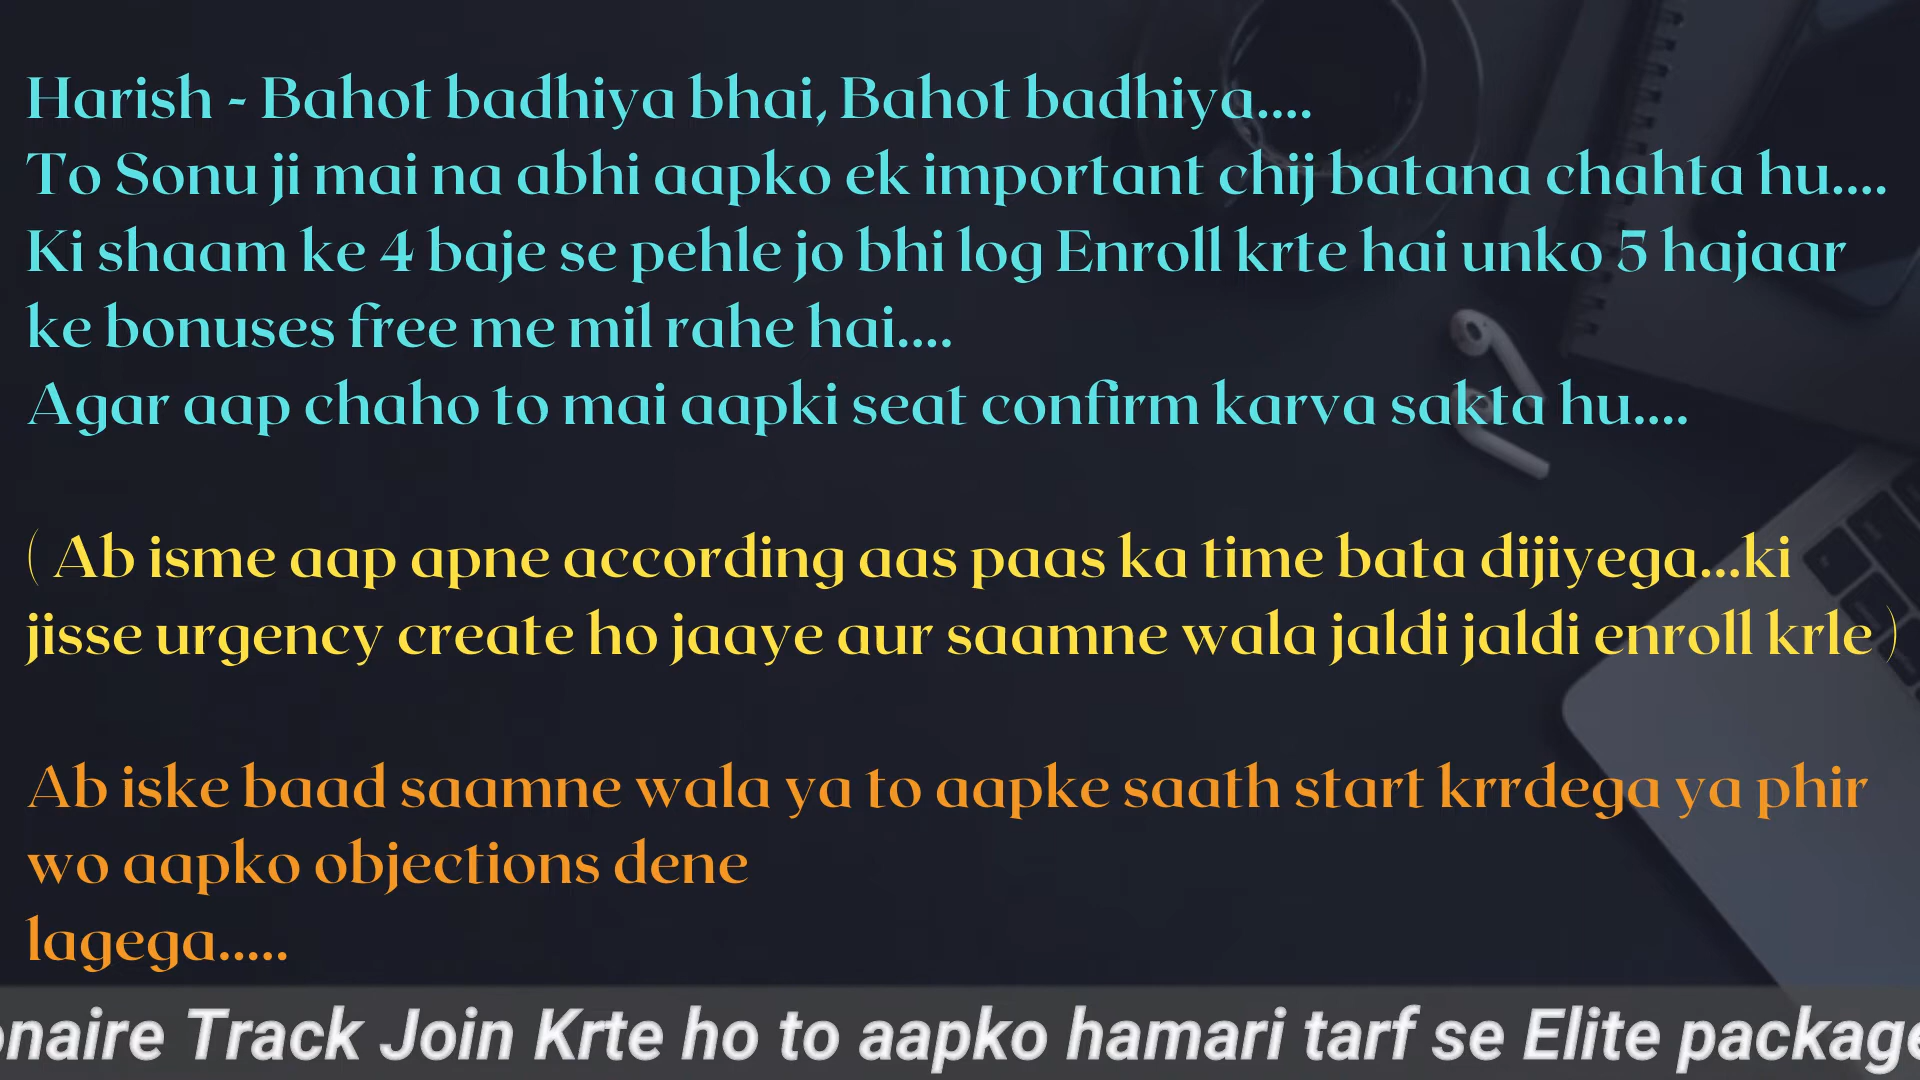 Harish - Bahot badhiya bhai, Bahot badhiya....
To Sonu ji mai na abhi aapko ek important chij batana chahta hu....
Ki shaam ke 4 baje se pehle jo bhi log Enroll krte hai unko 5 hajaar
ke bonuses free me mil rahe hai....
Agar aap chaho to mai aapki seat confirm karva sakta hu....
( Ab isme aap apne according aas paas ka time bata dijiyega...ki
jisse urgency create ho jaaye aur saamne wala jaldi jaldi enroll krle )
Ab iske baad saamne wala ya to aapke saath start krrdega ya phir
wo aapko objections dene
lagega.....
onaire Track Join Krte ho to aapko hamari tarf se Elite package